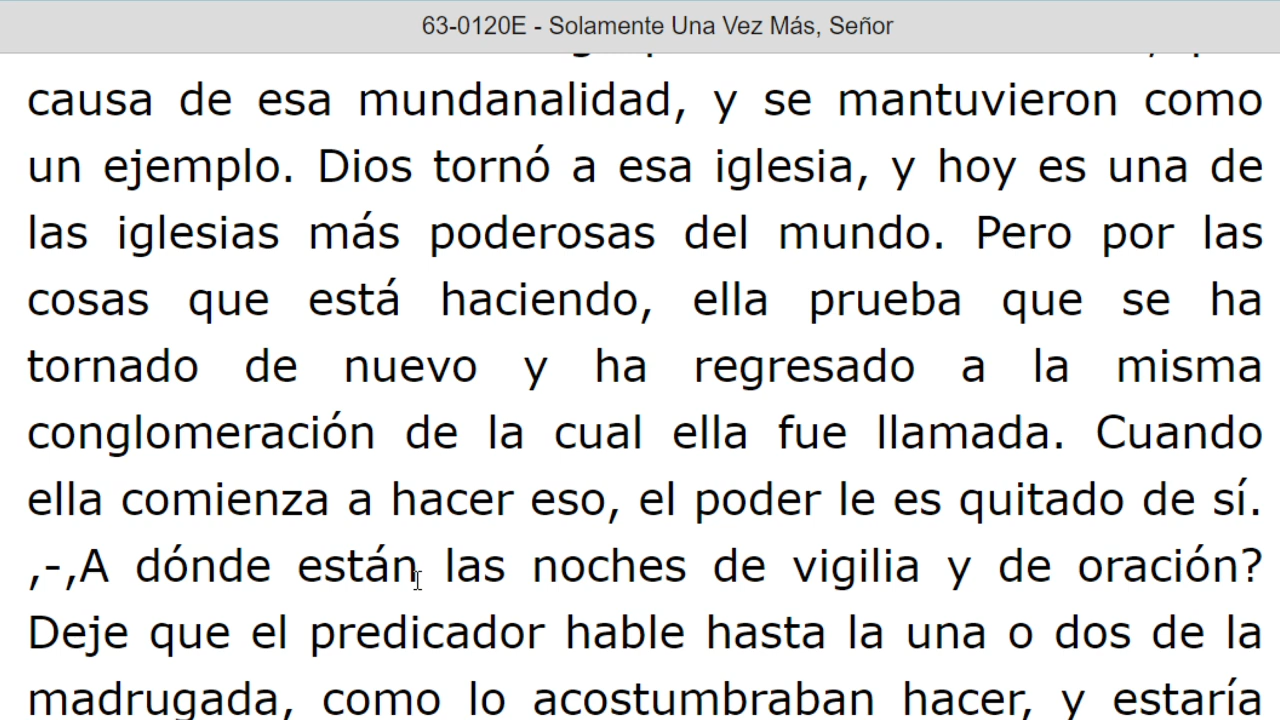 63-0120E - Solamente Una Vez Más, Señor
causa de esa mundanalidad, y se mantuvieron como
un ejemplo. Dios tornó a esa iglesia, y hoy es una de
las iglesias más poderosas del mundo. Pero por las
cosas que está haciendo, ella prueba que se ha
tornado de nuevo y ha regresado a la misma
conglomeración de la cual ella fue llamada. Cuando
ella comienza a hacer eso, el poder le es quitado de sí.
,-,A dónde están las noches de vigilia y de oración?
Deje que el predicador hable hasta la una o dos de la
madrugada, como lo acostumbraban hacer, y estaría